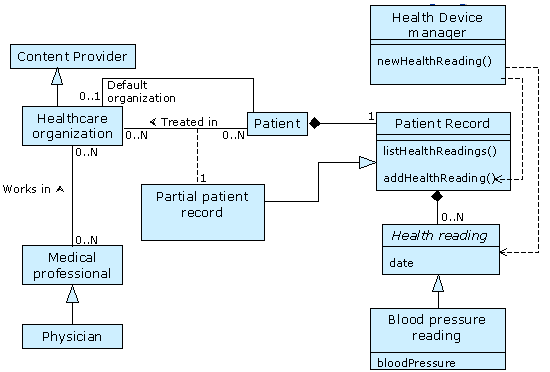 Health Device
manager
newHealthReading()
Content Provider
Default
organization
0..1
Healthcare
organization
0..N
Treated in
0..N
Patient
1
Patient Record
listHealthReadings()
addHealthReading()
0..N
Works in
1
Partial patient
record
0..N
Health reading
date
0..N
Medical
professional
Physician
Blood pressure
reading
bloodPressure